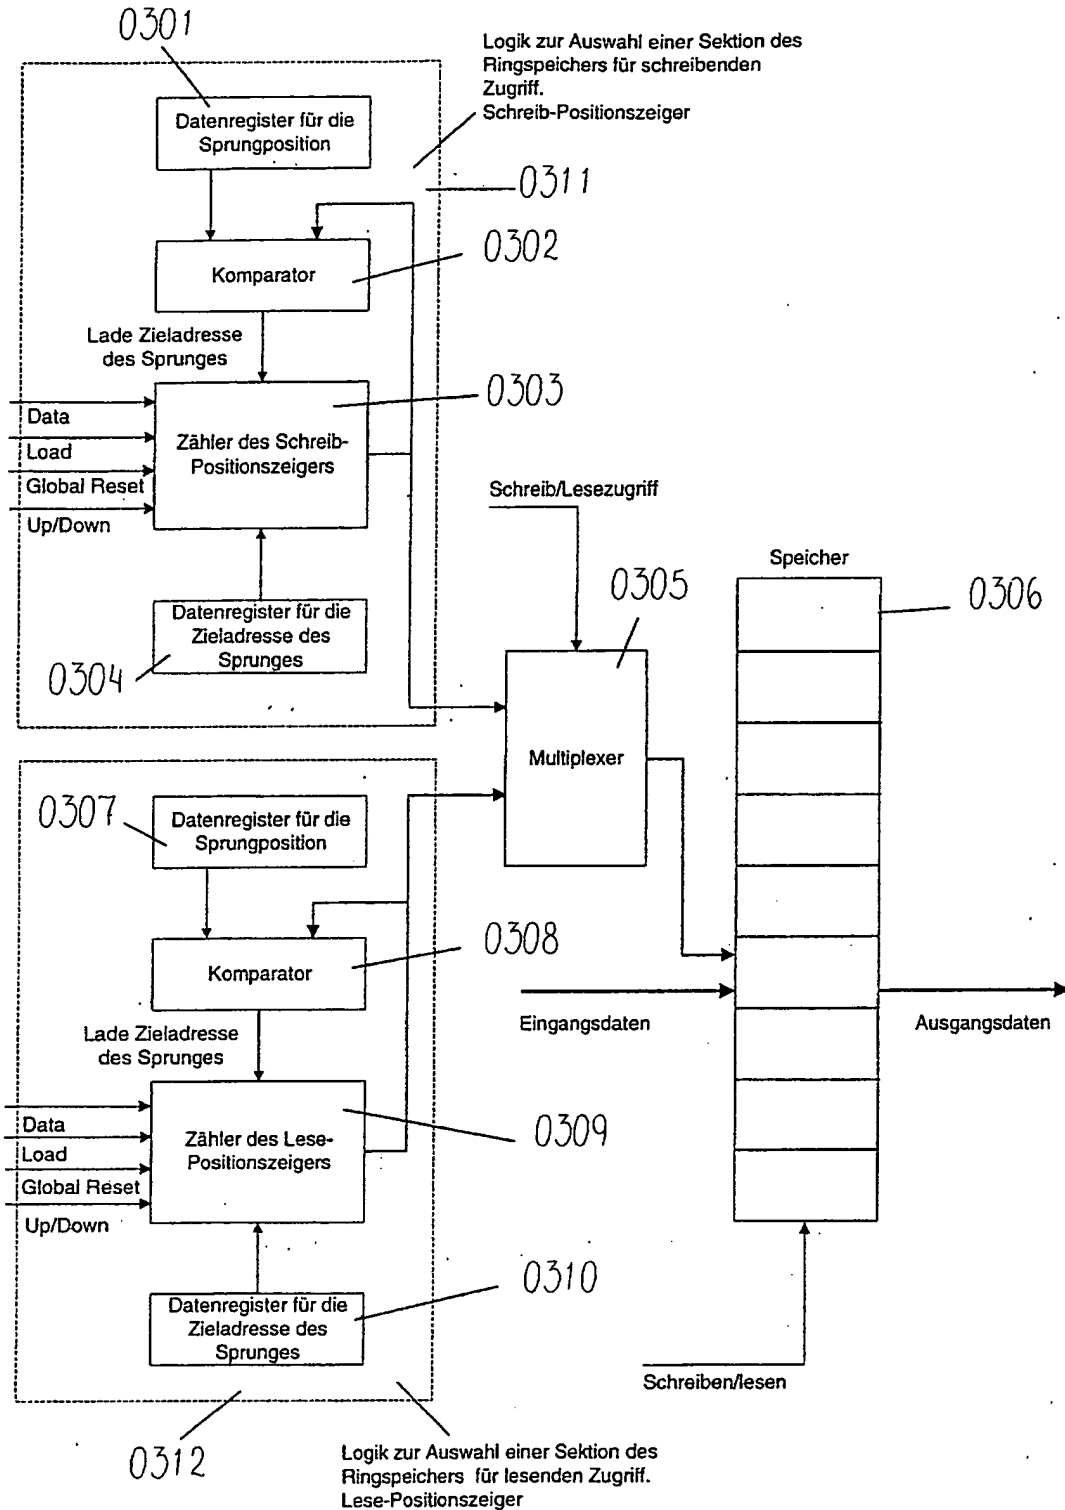 0301
Logik zur Auswahl einer Sektion des
Ringspeichers für schreibenden
Zugriff.
Schreib-Positionszeiger
Datenregister für die
Sprungposition
0311
0302
Komparator
Lade Zieladresse
des Sprunges
0303
Data
Load
Global Reset
Up/Down
Zähler des Schreib-
Positionszeigers
Schreib/Lesezugriff
Speicher
0305
0306
Datenregister für die
Zieladresse des
Sprunges
0304
Multiplexer
0307
Datenregister für die
Sprungposition
0308
Komparator
Eingangsdaten
Ausgangsdaten
Lade Zieladresse
des Sprunges
0309
Data
Load
Global Reset
Up/Down
Zähler des Lese-
Positionszeigers
0310
Datenregister für die
Zieladresse des
Sprunges
Schreiben/lesen
0312
Logik zur Auswahl einer Sektion des
Ringspeichers für lesenden Zugriff.
Lese-Positionszeiger